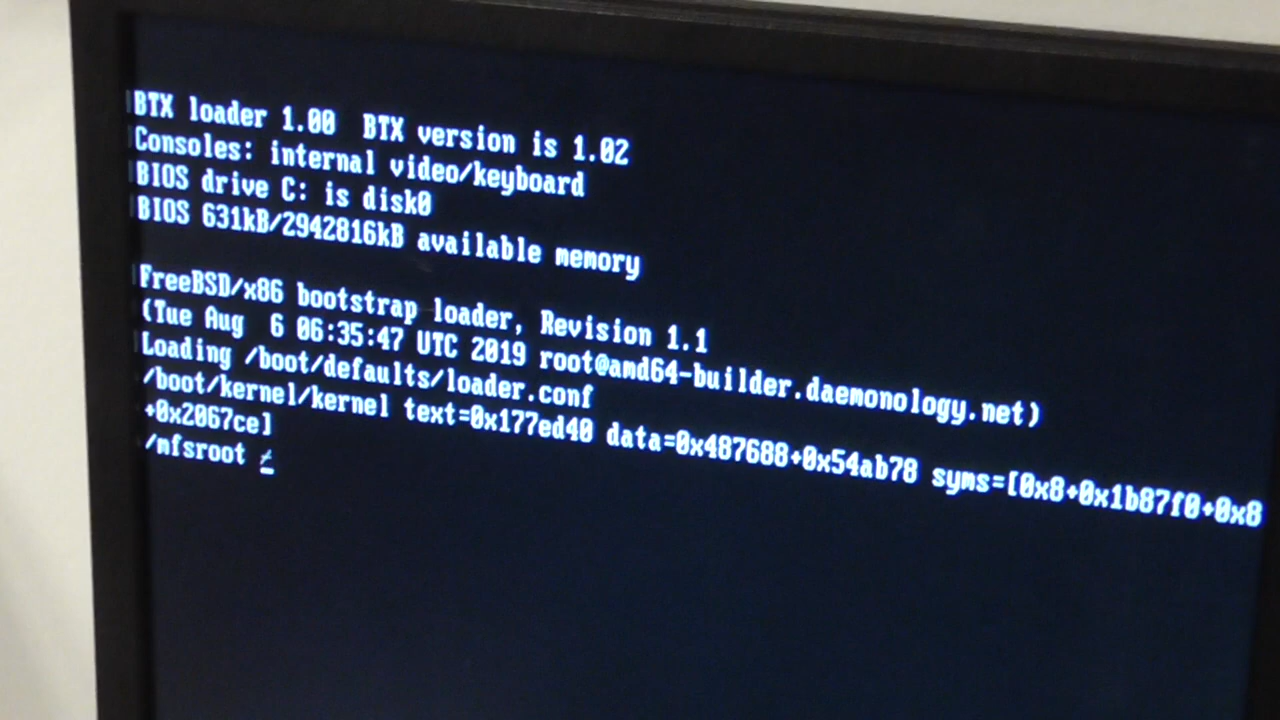 BTX loader 1.00  BTX version is 1.02
Consoles: internal video/keyboard
BIOS drive C: is disk0
BIOS 631kB/2942816kB available memory
FreeBSD/x86 bootstrap loader, Revision 1.1
(Tue Aug  6 06:35:47 UTC 2019 root@amd64-builder.daemonology.net)
Loading /boot/defaults/loader.conf
/boot/kernel/kernel text=0x177ed40 data=0x487688+0x54ab78 syms=[0x8+0x1b87f0+0x8
+0x2067ce]
/mfsroot /